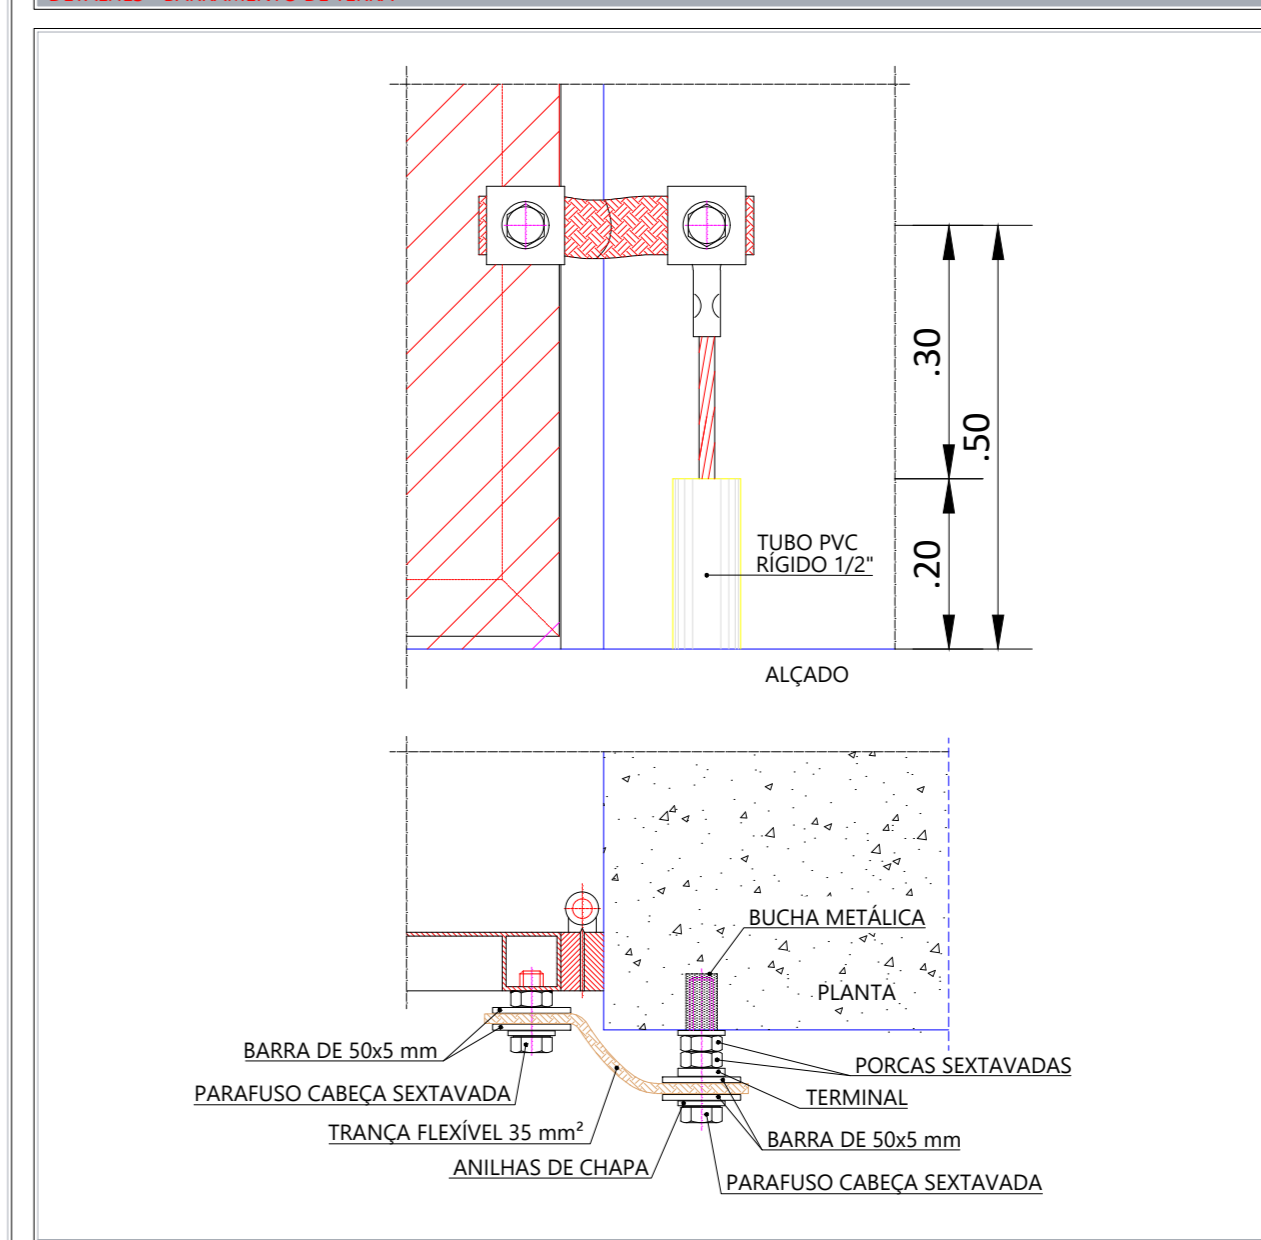 .30
.50
.20
TUBO PVC
RÍGIDO 1/2"
ALÇADO
BUCHA METÁLICA
PLANTA
BARRA DE 50x5 mm
PORCAS SEXTAVADAS
PARAFUSO CABEÇA SEXTAVADA
TERMINAL
TRANÇA FLEXÍVEL 35 mm²
BARRA DE 50x5 mm
ANILHAS DE CHAPA
PARAFUSO CABEÇA SEXTAVADA